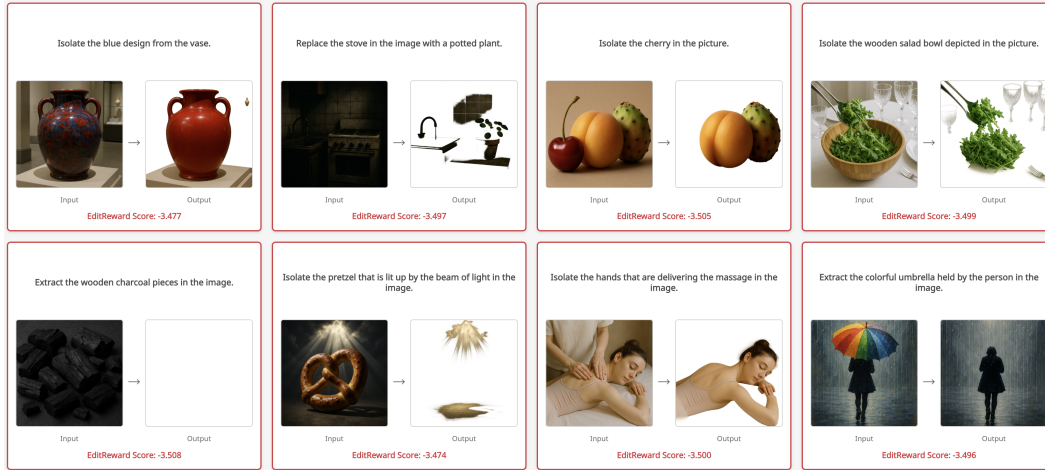 Isolate the blue design from the vase.
Input
Output
EditReward Score: -3.477
Replace the stove in the image with a potted plant.
Input
Output
EditReward Score: -3.497
Isolate the cherry in the picture.
Input
Output
EditReward Score: -3.505
Isolate the wooden salad bowl depicted in the picture.
Input
Output
EditReward Score: -3.499
Extract the wooden charcoal pieces in the image.
Input
Output
EditReward Score: -3.508
Isolate the pretzel that is lit up by the beam of light in the
image.
Input
Output
EditReward Score: -3.474
Isolate the hands that are delivering the massage in the
image.
Input
Output
EditReward Score: -3.500
Extract the colorful umbrella held by the person in the
image.
Input
Output
EditReward Score: -3.496